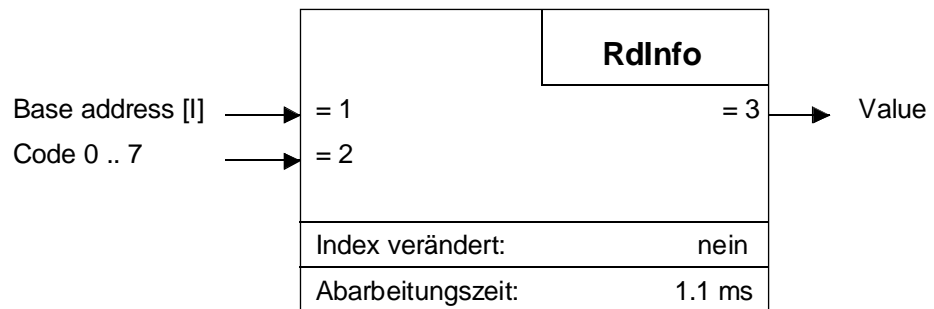 RdInfo
Base address [I] = 1 = 3 Value
Code 0 .. 7 = 2
Index verändert: nein
Abarbeitungszeit: 1.1 ms